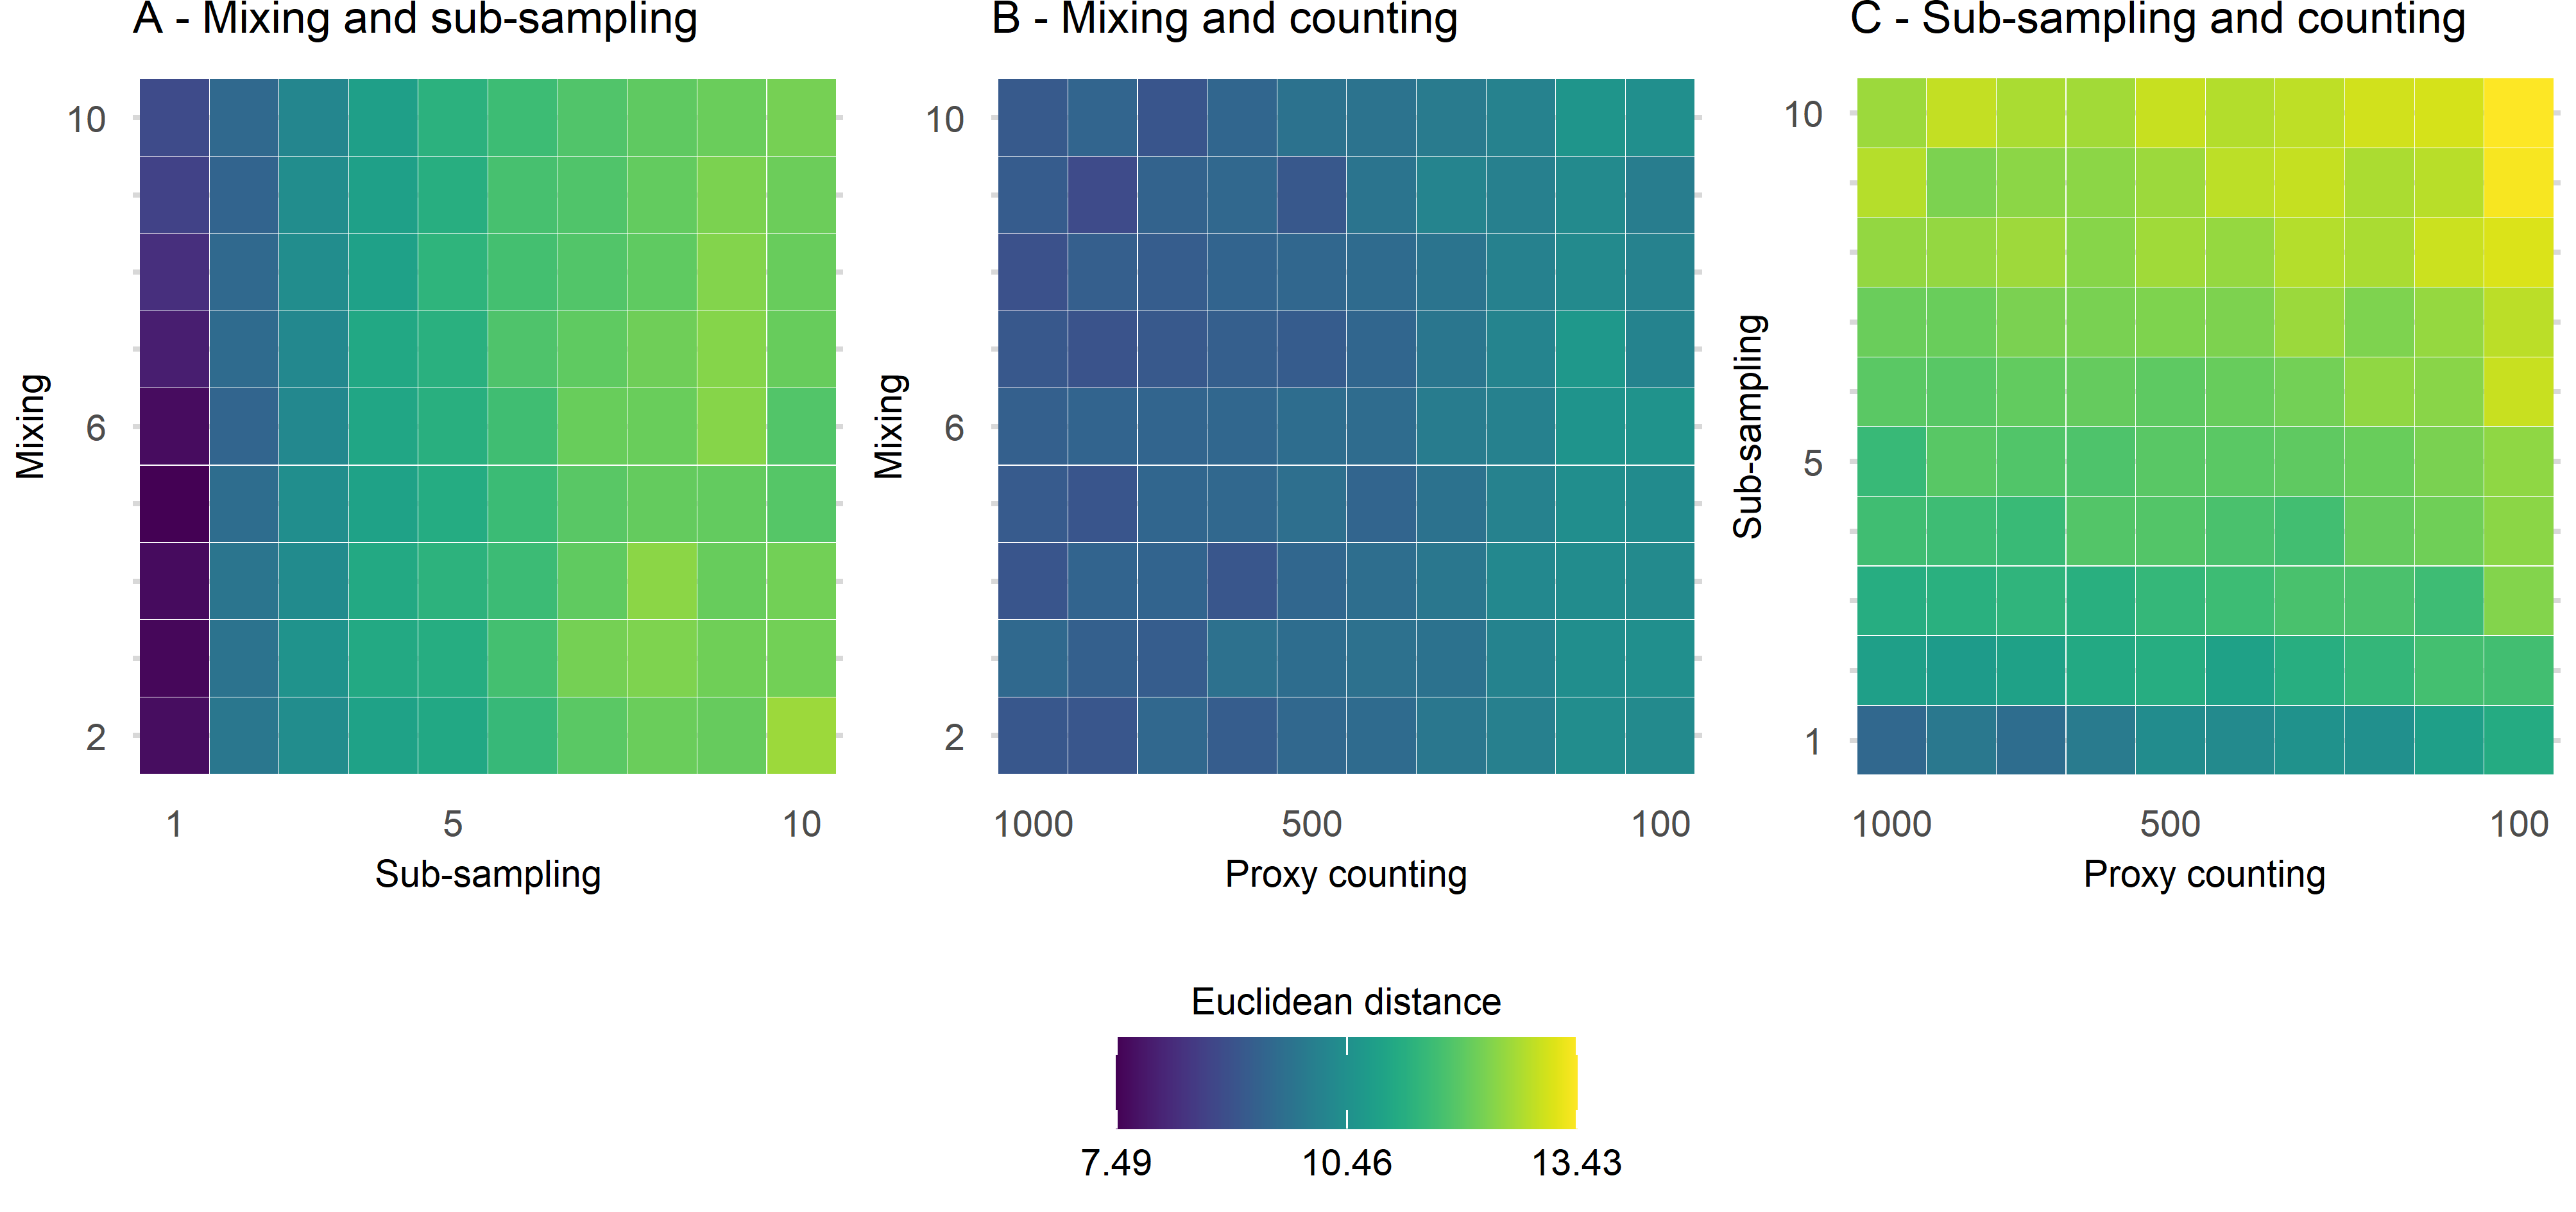 A - Mixing and sub-sampling
B - Mixing and counting
C - Sub-sampling and counting
Mixing
10
6
2
1
5
10
Sub-sampling
Mixing
10
6
2
1000
500
100
Proxy counting
Sub-sampling
10
5
1
1000
500
100
Proxy counting
Euclidean distance
7.49
10.46
13.43